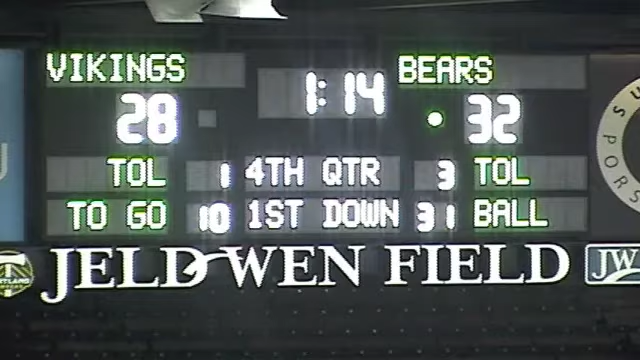 VIKINGS 1:14 BEARS
28 32
TOL 1 4TH QTR 3 TOL
TO GO 10 1ST DOWN 31 BALL
JELD-WEN FIELD JW